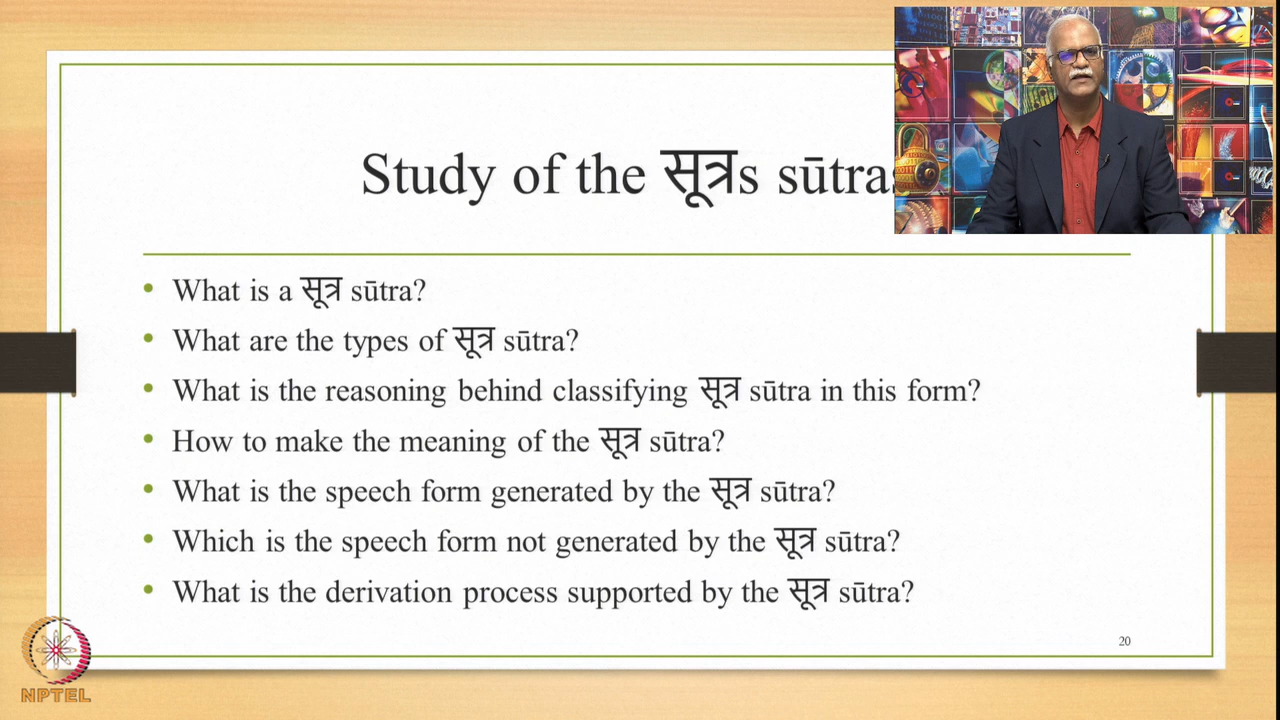 Study of the सूत्रs sūtras
What is a सूत्र sūtra?
What are the types of सूत्र sūtra?
What is the reasoning behind classifying सूत्र sūtra in this form?
How to make the meaning of the सूत्र sūtra?
What is the speech form generated by the सूत्र sūtra?
Which is the speech form not generated by the सूत्र sūtra?
What is the derivation process supported by the सूत्र sūtra?
20
NPTEL